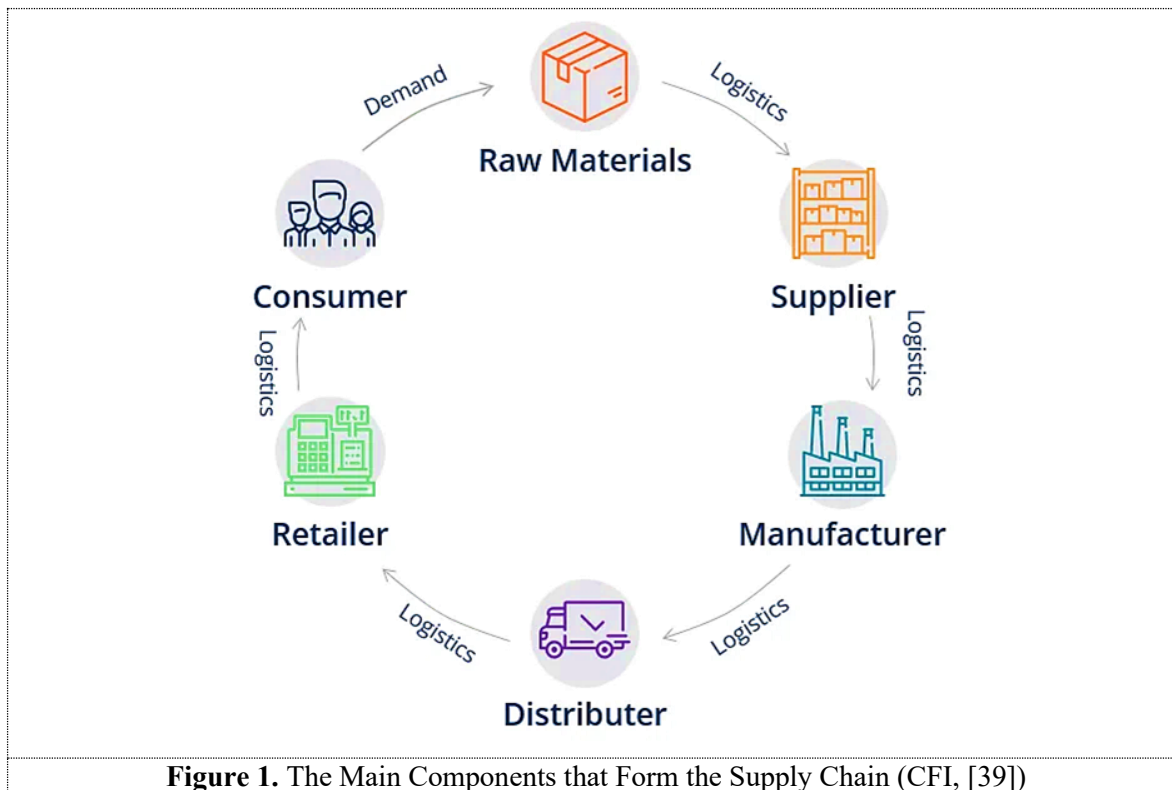 Demand
Logistics
Raw Materials
Consumer
Supplier
Logistics
Logistics
Retailer
Manufacturer
Logistics
Logistics
Distributer
Figure 1. The Main Components that Form the Supply Chain (CFI, [39])